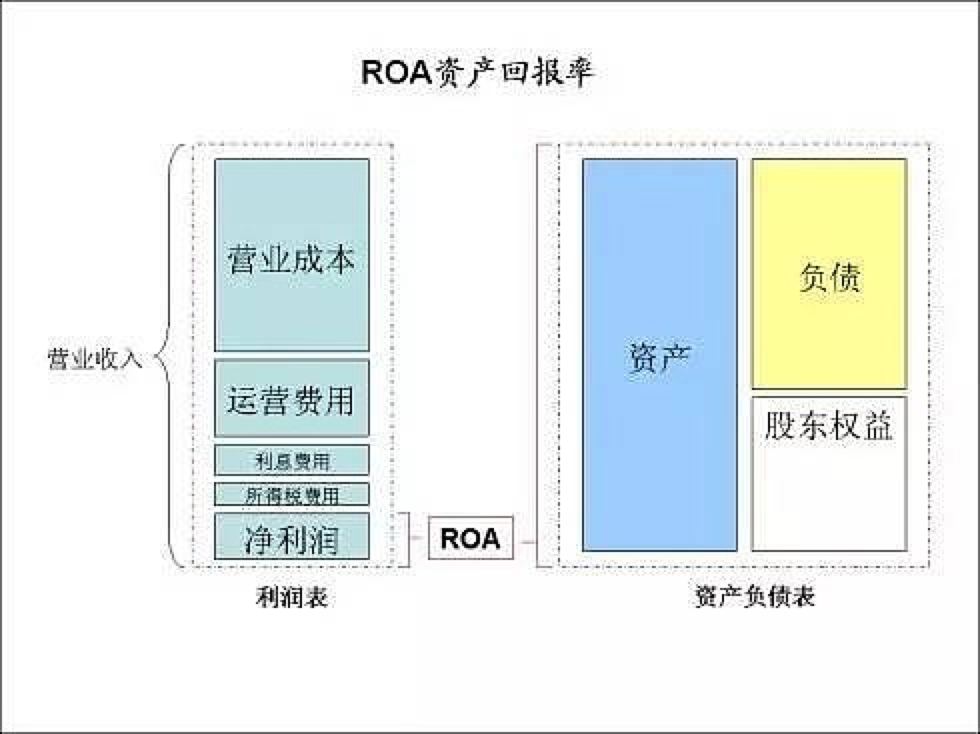 ROA资产回报率
营业收入
营业成本
运营费用
利息费用
所得税费用
净利润
利润表
ROA
资产
负债
股东权益
资产负债表